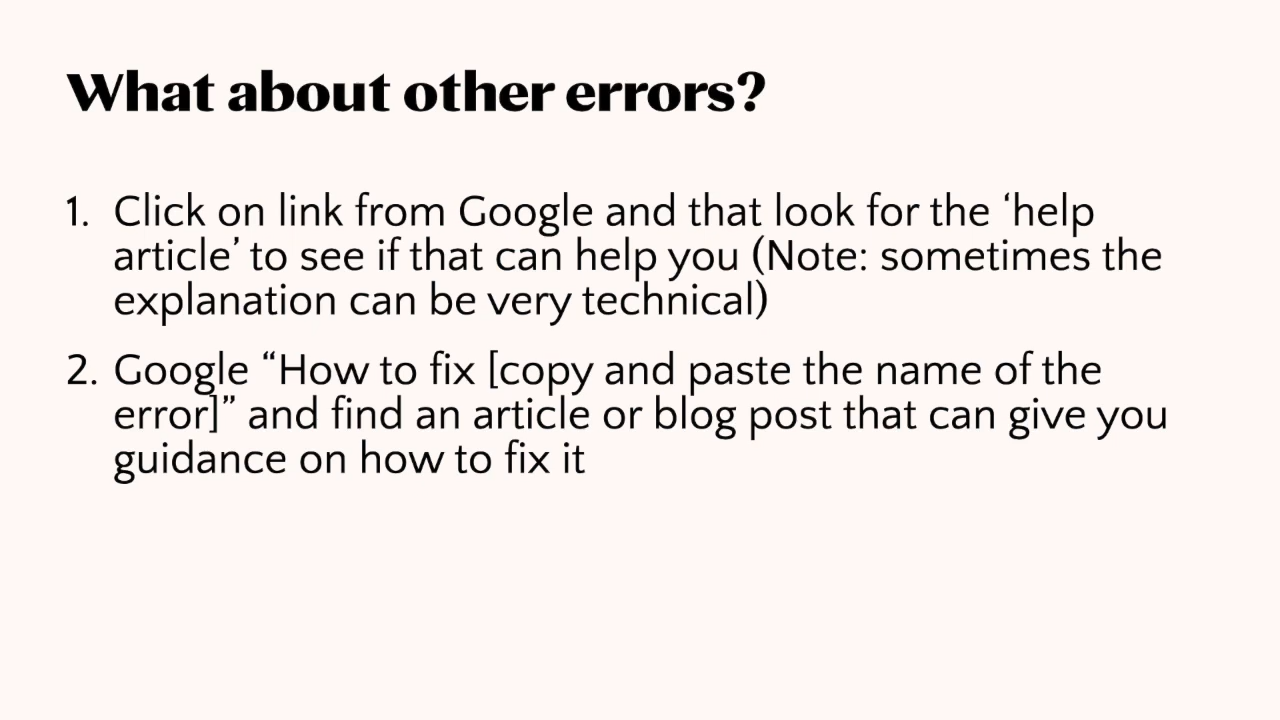 What about other errors?
1. Click on link from Google and that look for the ‘help
article’ to see if that can help you (Note: sometimes the
explanation can be very technical)
2. Google “How to fix [copy and paste the name of the
error]” and find an article or blog post that can give you
guidance on how to fix it